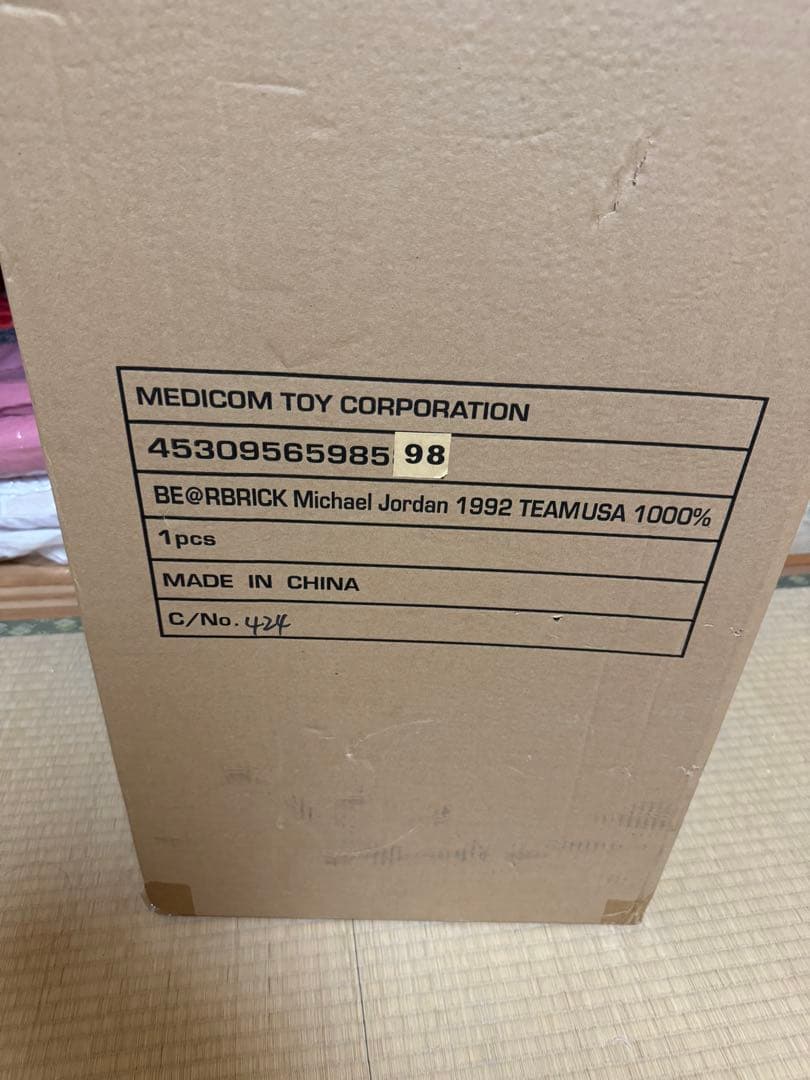 MEDICOM TOY CORPORATION
4530956598598
BE@RBRICK Michael Jordan 1992 TEAMUSA 1000%
1pcs
MADE IN CHINA
C/No. 424